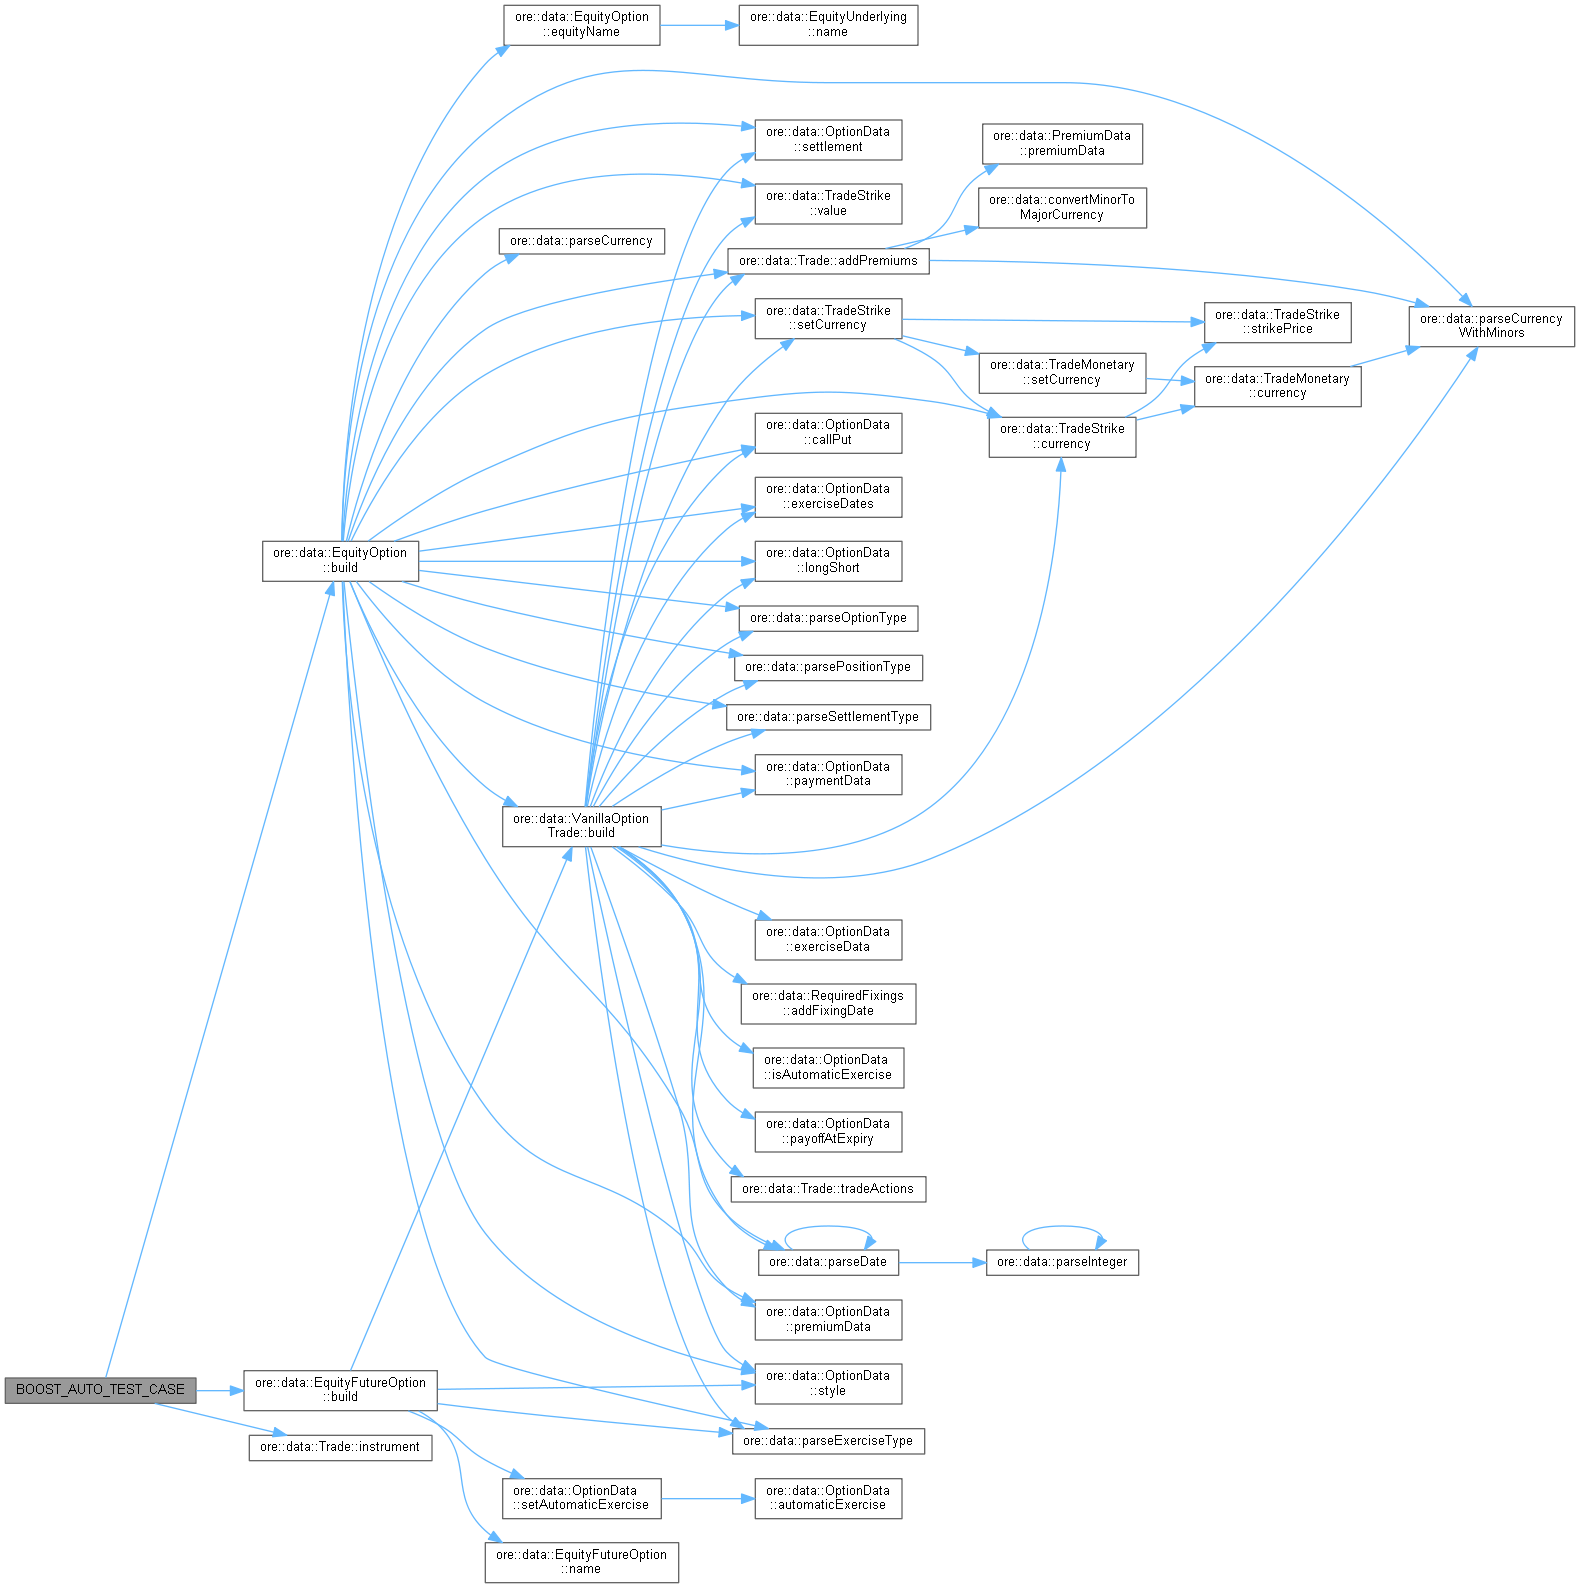 ore::data::EquityOption
::equityName
ore::data::EquityUnderlying
::name
ore::data::OptionData
::settlement
ore::data::PremiumData
::premiumData
ore::data::TradeStrike
::value
ore::data::convertMinorTo
MajorCurrency
ore::data::parseCurrency
ore::data::Trade::addPremiums
ore::data::TradeStrike
::setCurrency
ore::data::TradeStrike
::strikePrice
ore::data::parseCurrency
WithMinors
ore::data::TradeMonetary
::setCurrency
ore::data::TradeMonetary
::currency
ore::data::OptionData
::callPut
ore::data::TradeStrike
::currency
ore::data::OptionData
::exerciseDates
ore::data::EquityOption
::build
ore::data::OptionData
::longShort
ore::data::parseOptionType
ore::data::parsePositionType
ore::data::parseSettlementType
ore::data::OptionData
::paymentData
ore::data::VanillaOption
Trade::build
ore::data::OptionData
::exerciseData
ore::data::RequiredFixings
::addFixingDate
ore::data::OptionData
::isAutomaticExercise
ore::data::OptionData
::payoffAtExpiry
ore::data::Trade::tradeActions
ore::data::parseDate
ore::data::parseInteger
ore::data::OptionData
::premiumData
BOOST_AUTO_TEST_CASE
ore::data::EquityFutureOption
::build
ore::data::OptionData
::style
ore::data::Trade::instrument
ore::data::parseExerciseType
ore::data::OptionData
::setAutomaticExercise
ore::data::OptionData
::automaticExercise
ore::data::EquityFutureOption
::name